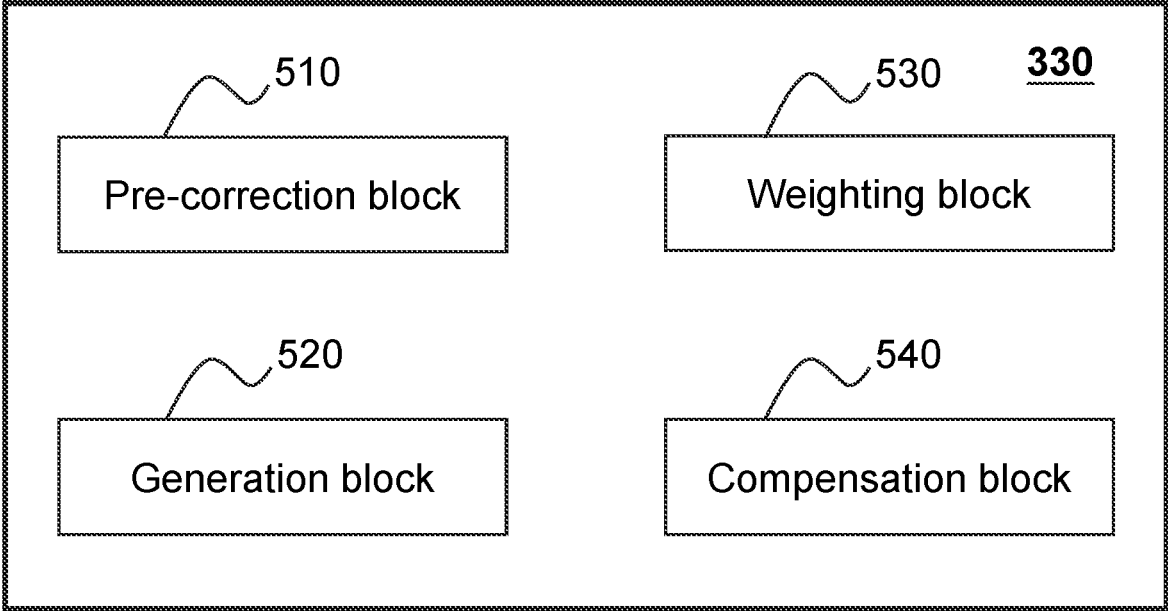 510
530
330
Pre-correction block
Weighting block
520
540
Generation block
Compensation block